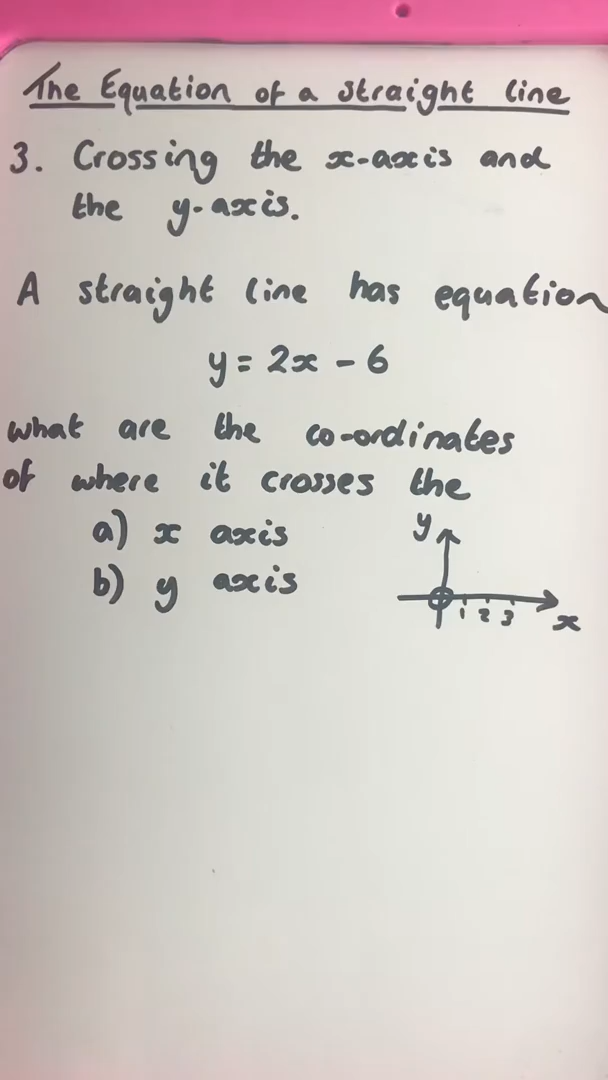 The Equation of a straight line
3. Crossing the x-axis and
the y-axis.
A straight line has equation
y = 2x - 6
what are the co-ordinates
of where it crosses the
a) x axis
b) y axis
y
1 2 3
x